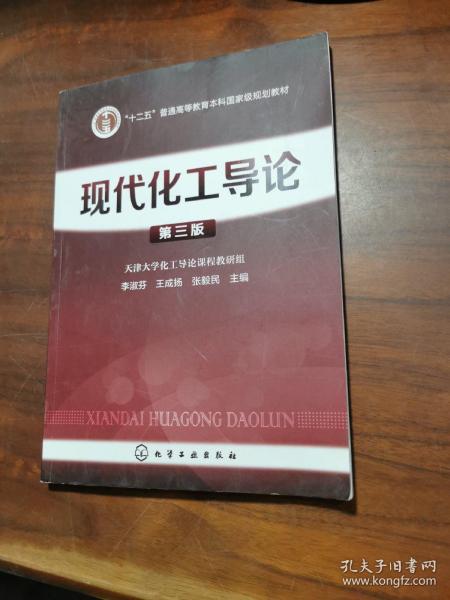 "十二五"普通高等教育本科国家级规划教材
现代化工导论
第三版
天津大学化工导论课程教研组
李淑芬 王成扬 张毅民 主编
XIANDAI HUAGONG DAOLUN
化学工业出版社
孔夫子旧书网
www.kongfz.com